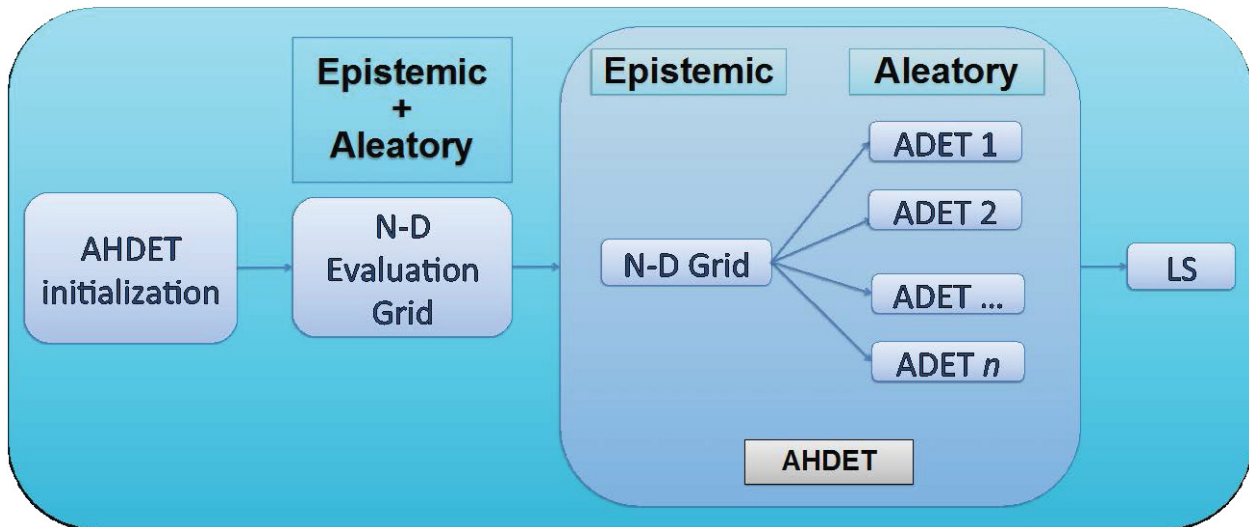 Epistemic
+
Aleatory
AHDET
initialization
N-D
Evaluation
Grid
Epistemic
Aleatory
N-D Grid
ADET 1
ADET 2
ADET ...
ADET n
AHDET
LS